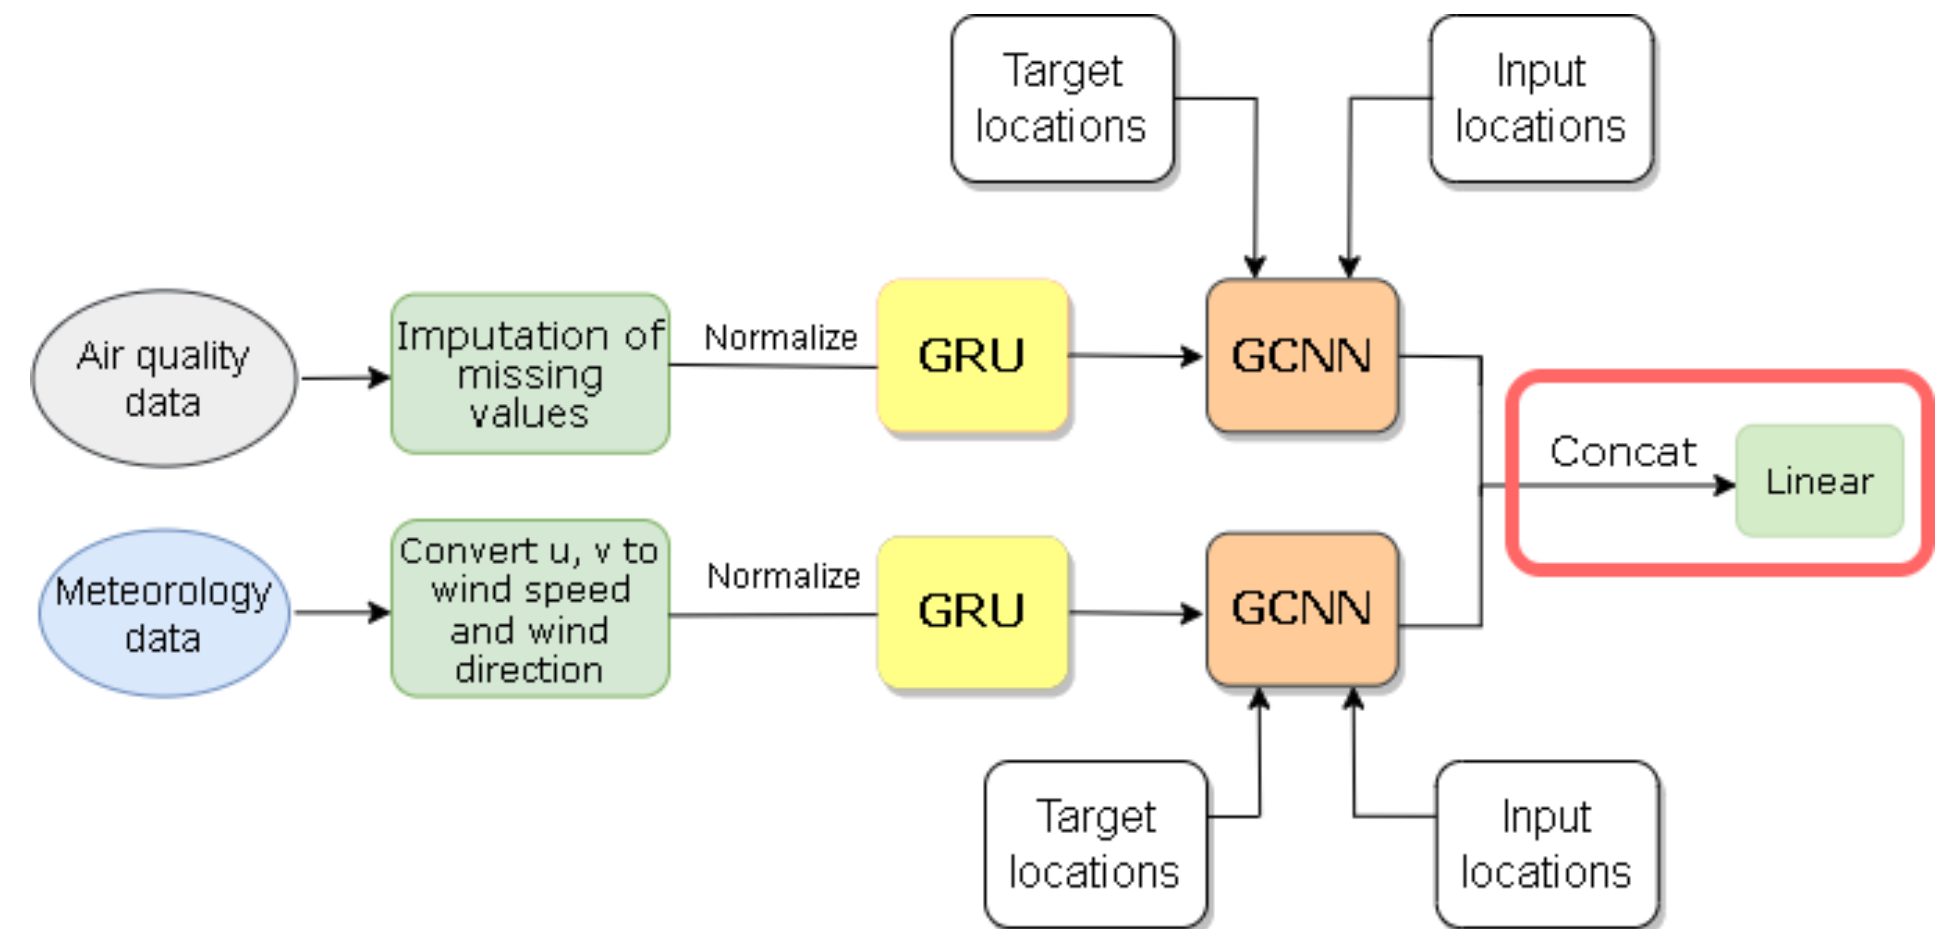 Target
locations
Input
locations
Air quality
data
Imputation of
missing
values
Normalize
GRU
GCNN
Concat
Linear
Meteorology
data
Convert u, v to
wind speed
and wind
direction
Normalize
GRU
GCNN
Target
locations
Input
locations